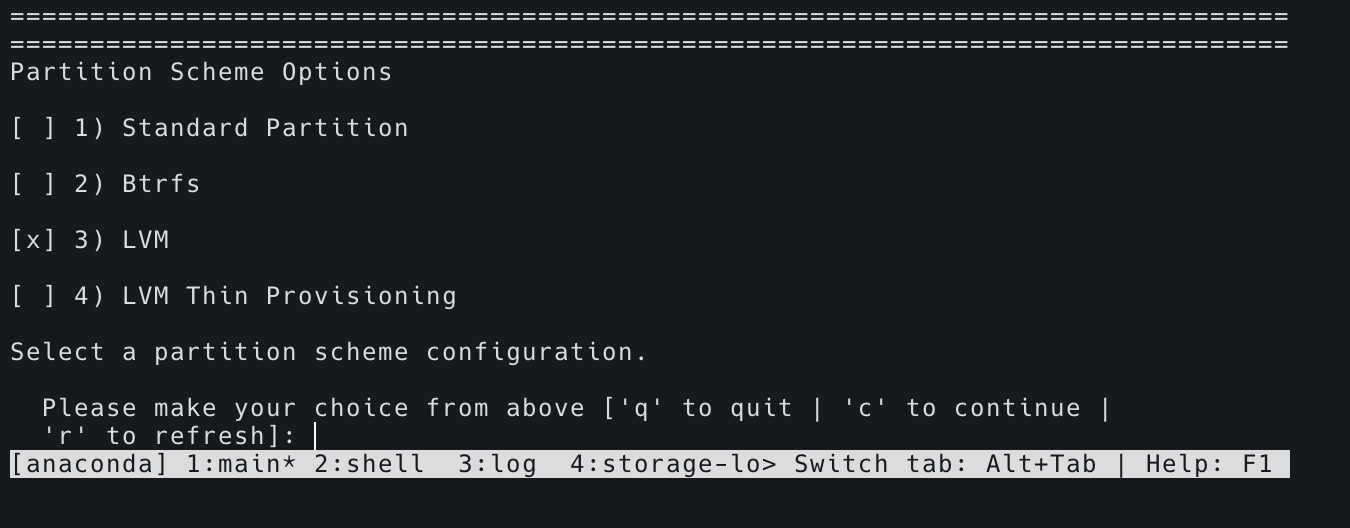 ================================================================================
================================================================================
Partition Scheme Options
[ ] 1) Standard Partition
[ ] 2) Btrfs
[x] 3) LVM
[ ] 4) LVM Thin Provisioning
Select a partition scheme configuration.
Please make your choice from above ['q' to quit | 'c' to continue |
'r' to refresh]:
[anaconda] 1:main* 2:shell  3:log  4:storage-lo> Switch tab: Alt+Tab | Help: F1